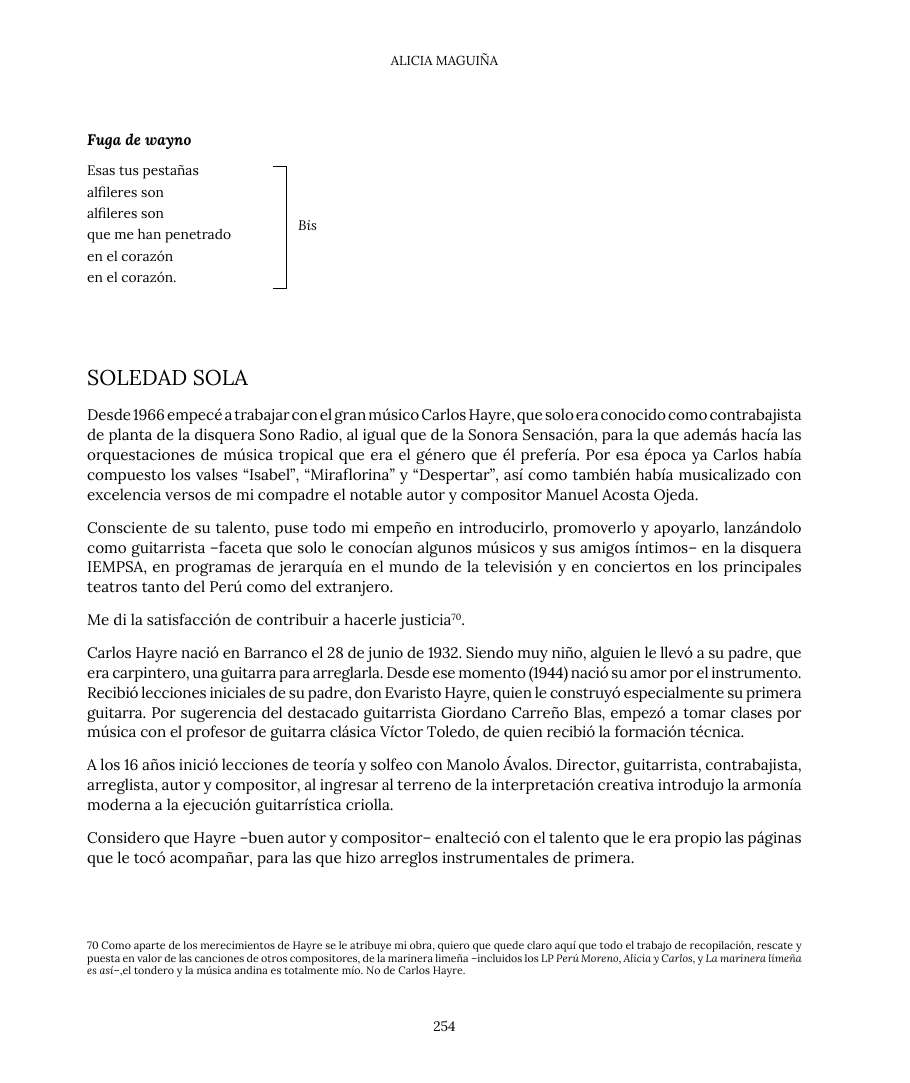 ALICIA MAGUIÑA
Fuga de wayno
Esas tus pestañas
alfileres son
alfileres son
que me han penetrado
en el corazón
en el corazón.
Bis
SOLEDAD SOLA
Desde 1966 empecé a trabajar con el gran músico Carlos Hayre, que solo era conocido como contrabajista
de planta de la disquera Sono Radio, al igual que de la Sonora Sensación, para la que además hacía las
orquestaciones de música tropical que era el género que él prefería. Por esa época ya Carlos había
compuesto los valses “Isabel”, “Miraflorina” y “Despertar”, así como también había musicalizado con
excelencia versos de mi compadre el notable autor y compositor Manuel Acosta Ojeda.
Consciente de su talento, puse todo mi empeño en introducirlo, promoverlo y apoyarlo, lanzándolo
como guitarrista –faceta que solo le conocían algunos músicos y sus amigos íntimos– en la disquera
IEMPSA, en programas de jerarquía en el mundo de la televisión y en conciertos en los principales
teatros tanto del Perú como del extranjero.
Me di la satisfacción de contribuir a hacerle justicia70.
Carlos Hayre nació en Barranco el 28 de junio de 1932. Siendo muy niño, alguien le llevó a su padre, que
era carpintero, una guitarra para arreglarla. Desde ese momento (1944) nació su amor por el instrumento.
Recibió lecciones iniciales de su padre, don Evaristo Hayre, quien le construyó especialmente su primera
guitarra. Por sugerencia del destacado guitarrista Giordano Carreño Blas, empezó a tomar clases por
música con el profesor de guitarra clásica Víctor Toledo, de quien recibió la formación técnica.
A los 16 años inició lecciones de teoría y solfeo con Manolo Ávalos. Director, guitarrista, contrabajista,
arreglista, autor y compositor, al ingresar al terreno de la interpretación creativa introdujo la armonía
moderna a la ejecución guitarrística criolla.
Considero que Hayre –buen autor y compositor– enalteció con el talento que le era propio las páginas
que le tocó acompañar, para las que hizo arreglos instrumentales de primera.
70 Como aparte de los merecimientos de Hayre se le atribuye mi obra, quiero que quede claro aquí que todo el trabajo de recopilación, rescate y
puesta en valor de las canciones de otros compositores, de la marinera limeña –incluidos los LP Perú Moreno, Alicia y Carlos, y La marinera limeña
es así–,el tondero y la música andina es totalmente mío. No de Carlos Hayre.
254